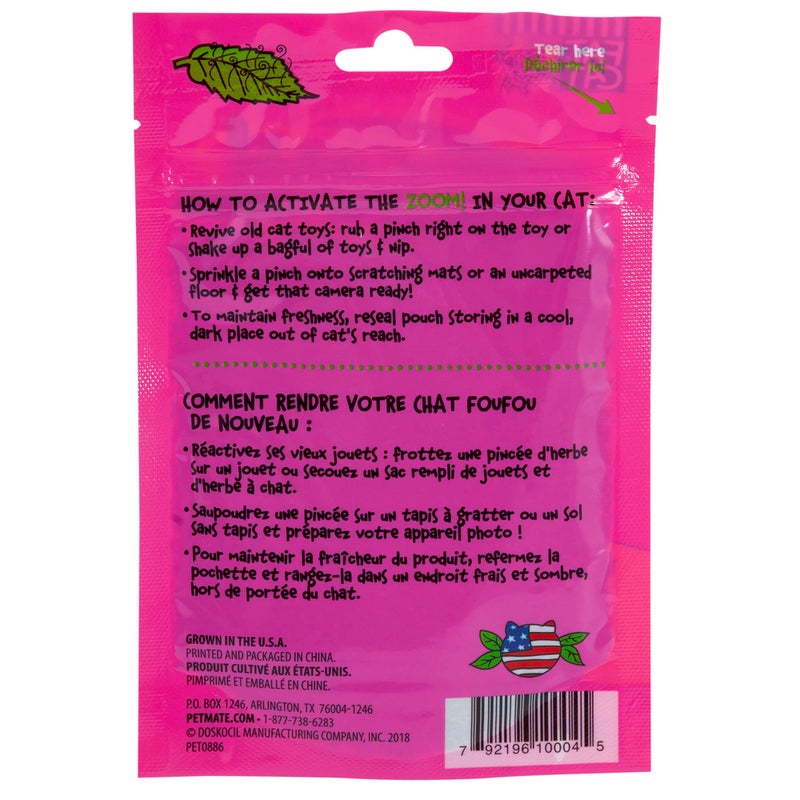 Tear here
Déchirer ici
HOW TO ACTIVATE THE ZOOM! IN YOUR CAT:
• Revive old cat toys: rub a pinch right on the toy or
shake up a bagful of toys & nip.
• Sprinkle a pinch onto scratching mats or an uncarpeted
floor & get that camera ready!
• To maintain freshness, reseal pouch storing in a cool,
dark place out of cat's reach.
COMMENT RENDRE VOTRE CHAT FOUFOU
DE NOUVEAU :
• Réactivez ses vieux jouets : frottez une pincée d'herbe
sur un jouet ou secouez un sac rempli de jouets et
d'herbe à chat.
• Saupoudrez une pincée sur un tapis à gratter ou un sol
sans tapis et préparez votre appareil photo !
• Pour maintenir la fraîcheur du produit, refermez la
pochette et rangez-la dans un endroit frais et sombre,
hors de portée du chat.
GROWN IN THE U.S.A.
PRINTED AND PACKAGED IN CHINA.
PRODUIT CULTIVÉ AUX ÉTATS-UNIS.
PIMPRIMÉ ET EMBALLÉ EN CHINE.
P.O. BOX 1246, ARLINGTON, TX 76004-1246
PETMATE.COM • 1-877-738-6283
© DOSKOCIL MANUFACTURING COMPANY, INC. 2018
PET0886
7 92196 10004 5